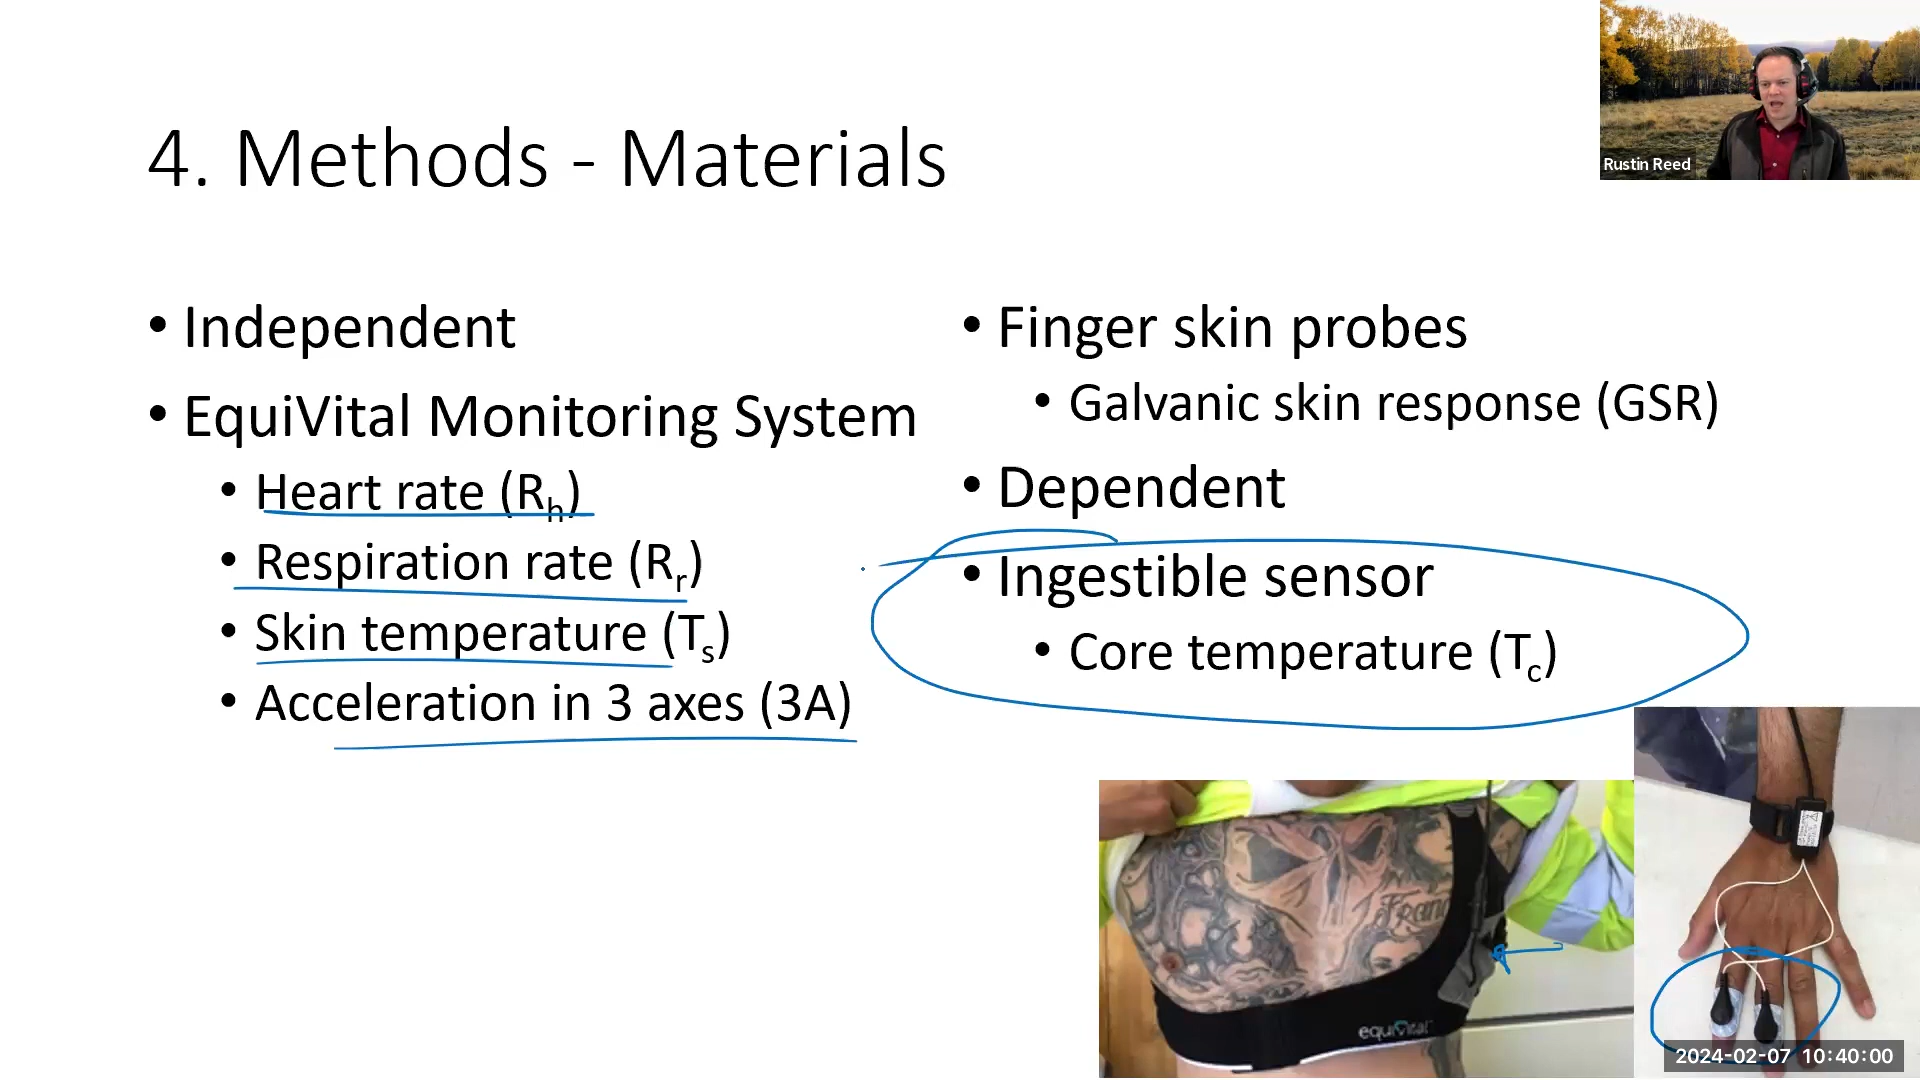 4. Methods - Materials
Rustin Reed
• Independent
• EquiVital Monitoring System
• Heart rate (Rh)
• Respiration rate (Rr)
• Skin temperature (Ts)
• Acceleration in 3 axes (3A)
• Finger skin probes
• Galvanic skin response (GSR)
• Dependent
• Ingestible sensor
• Core temperature (Tc)
equivital
2024-02-07 10:40:00